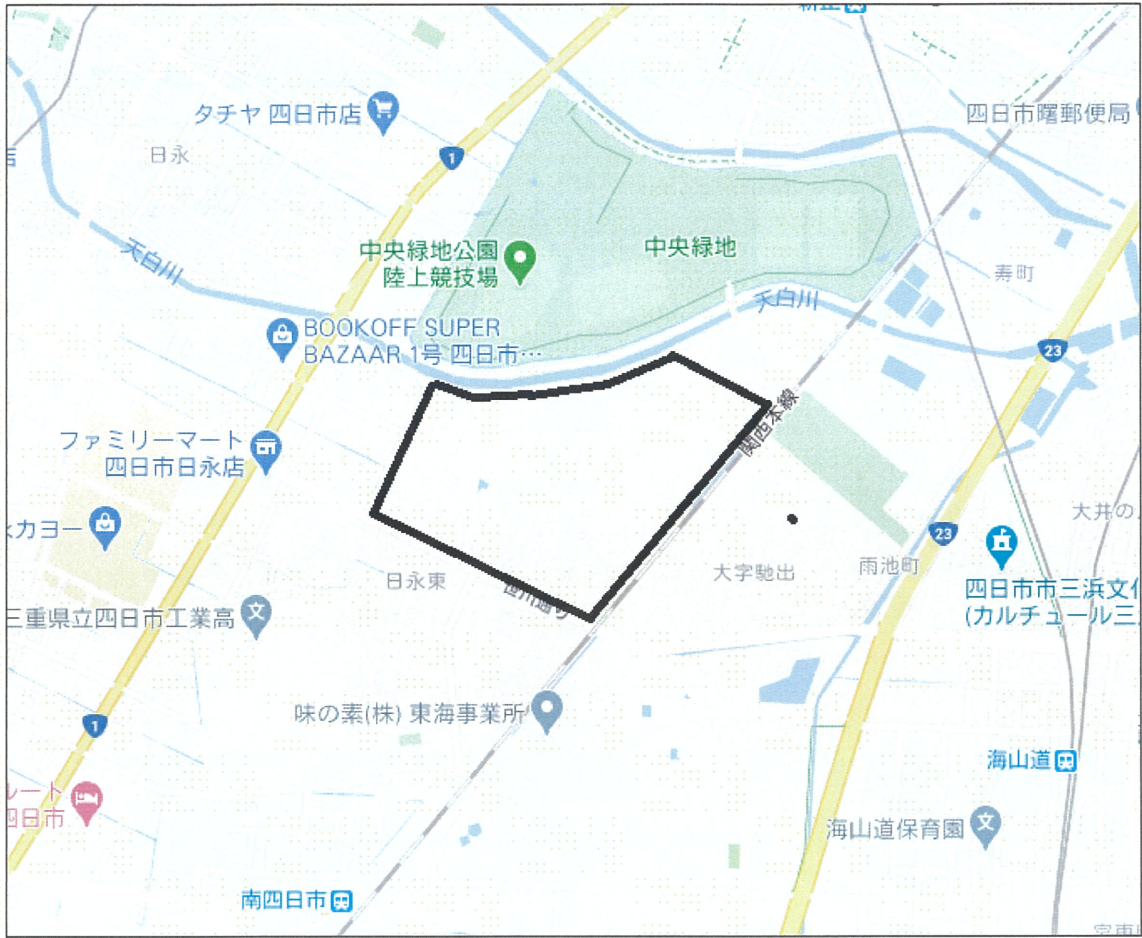 タチヤ 四日市店
日永
1
四日市曙郵便局
天白川
中央緑地公園
陸上競技場
中央緑地
寿町
天白川
BOOKOFF SUPER
BAZAAR 1号 四日市…
23
関西本線
ファミリーマート
四日市日永店
カヨー
23
大井の
日永東
大字馳出
雨池町
四日市市三浜文化
(カルチュール三
三重県立四日市工業高
味の素(株) 東海事業所
1
海山道
ルート
四日市
海山道保育園
南四日市